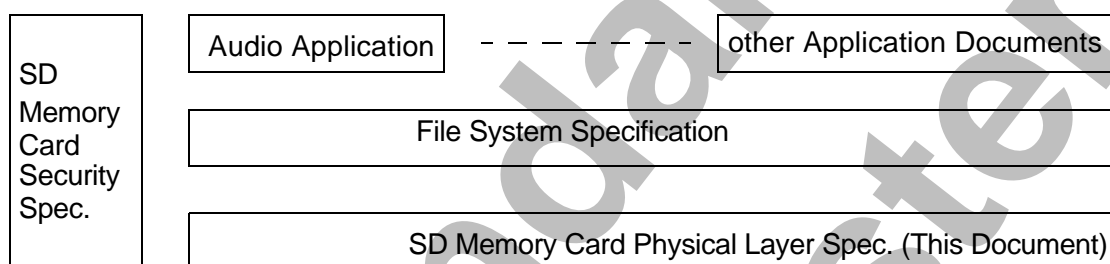 SD
Memory
Card
Security
Spec.
Audio Application
other Application Documents
File System Specification
SD Memory Card Physical Layer Spec. (This Document)